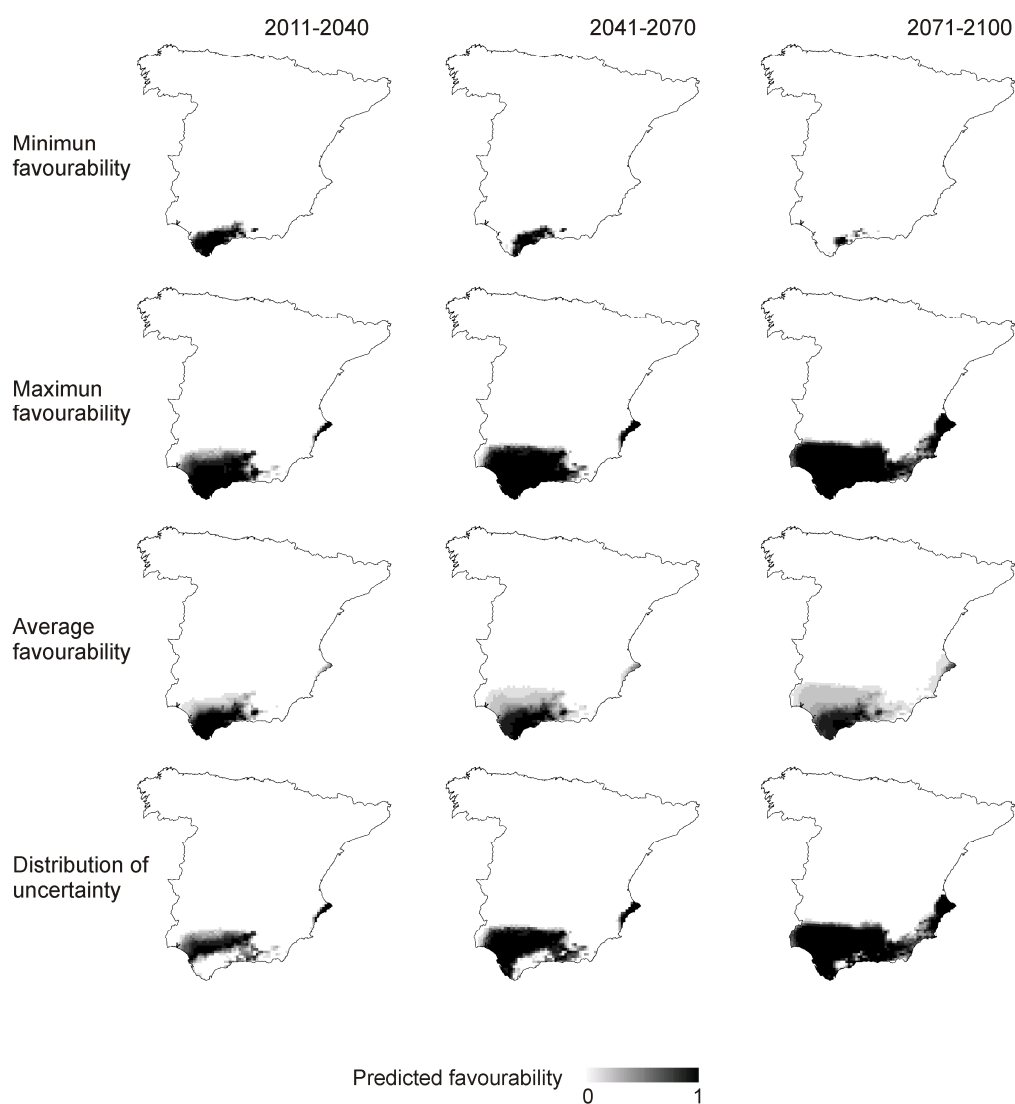 2011-2040
2041-2070
2071-2100
Minimun
favourability
Maximun
favourability
Average
favourability
Distribution of
uncertainty
Predicted favourability
0
1